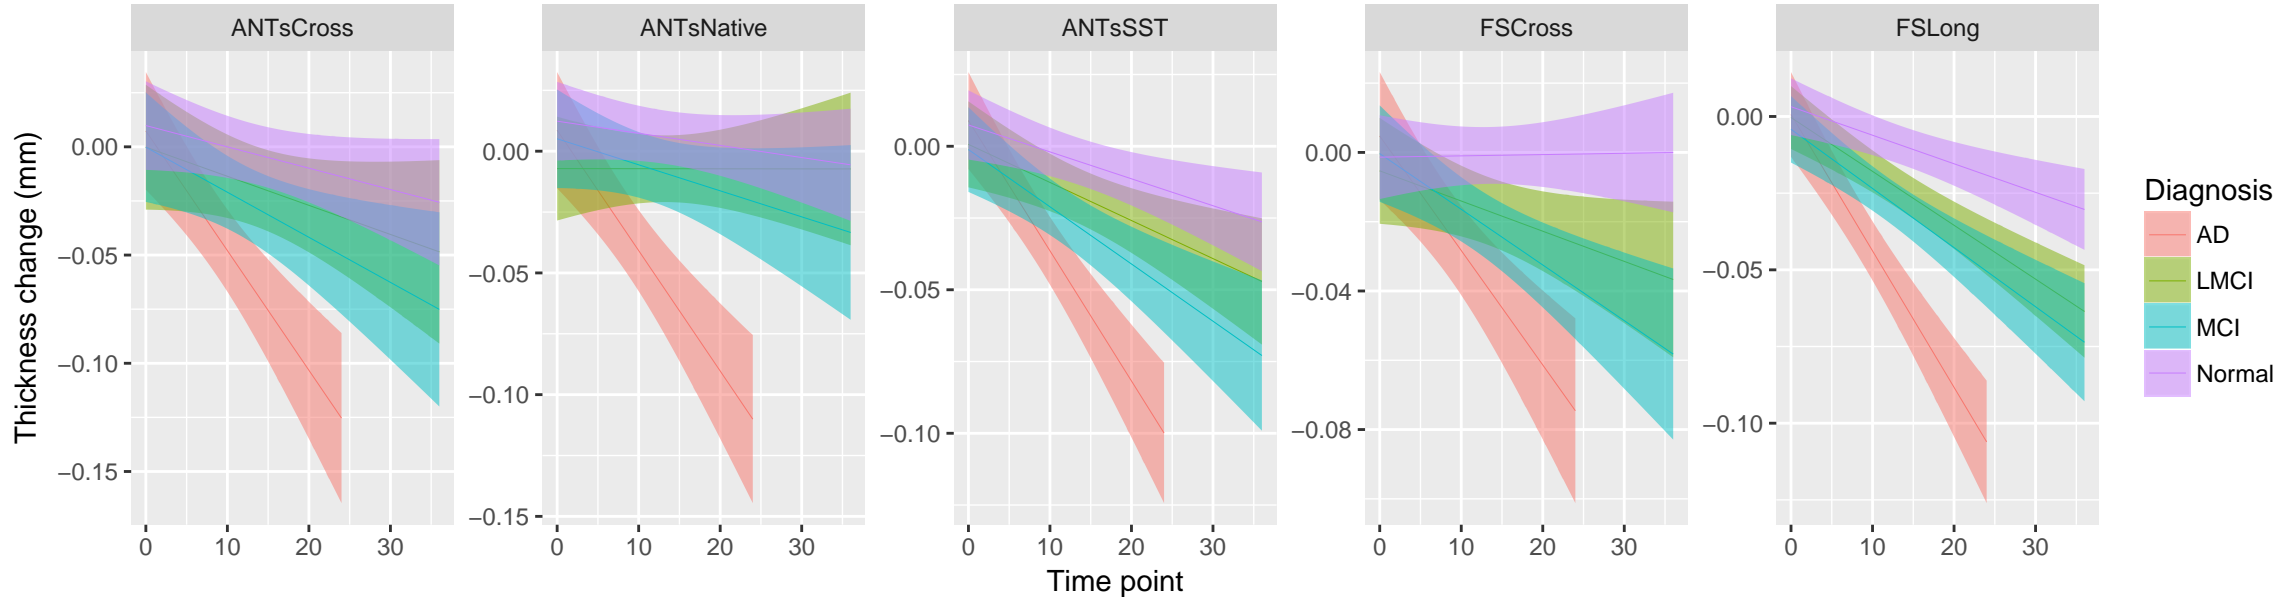 ANTsCross
ANTsNative
ANTsSST
FSCross
FSLong
Thickness change (mm)
0.00
−0.05
−0.10
−0.15
0 10 20 30
0.00
−0.05
−0.10
−0.15
0 10 20 30
0.00
−0.05
−0.10
0 10 20 30
0.00
−0.04
−0.08
0 10 20 30
0.00
−0.05
−0.10
0 10 20 30
Time point
Diagnosis
AD
LMCI
MCI
Normal